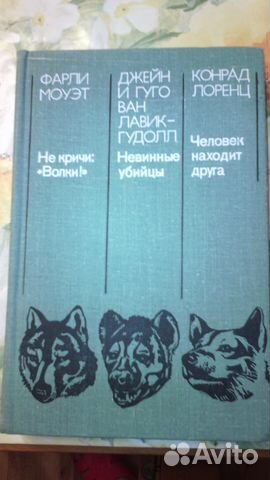 ФАРЛИ
МОУЭТ
Не кричи:
«Волки!»
ДЖЕЙН
И ГУГО
ВАН
ЛАВИК-
ГУДОЛЛ
Невинные
убийцы
КОНРАД
ЛОРЕНЦ
Человек
находит
друга
Avito